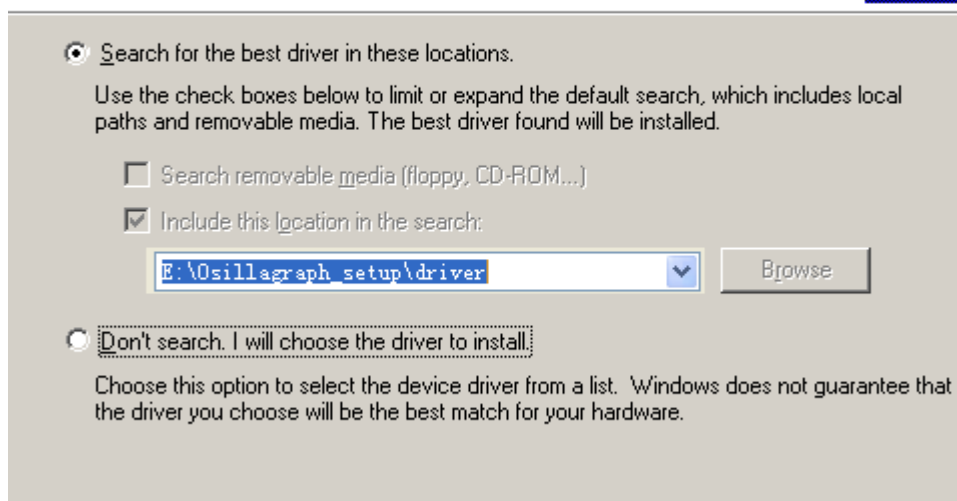 Search for the best driver in these locations.
Use the check boxes below to limit or expand the default search, which includes local
paths and removable media. The best driver found will be installed.
Search removable media (floppy, CD-ROM...)
Include this location in the search:
E:\Osillagraph_setup\driver
Browse
Don't search. I will choose the driver to install.
Choose this option to select the device driver from a list. Windows does not guarantee that
the driver you choose will be the best match for your hardware.